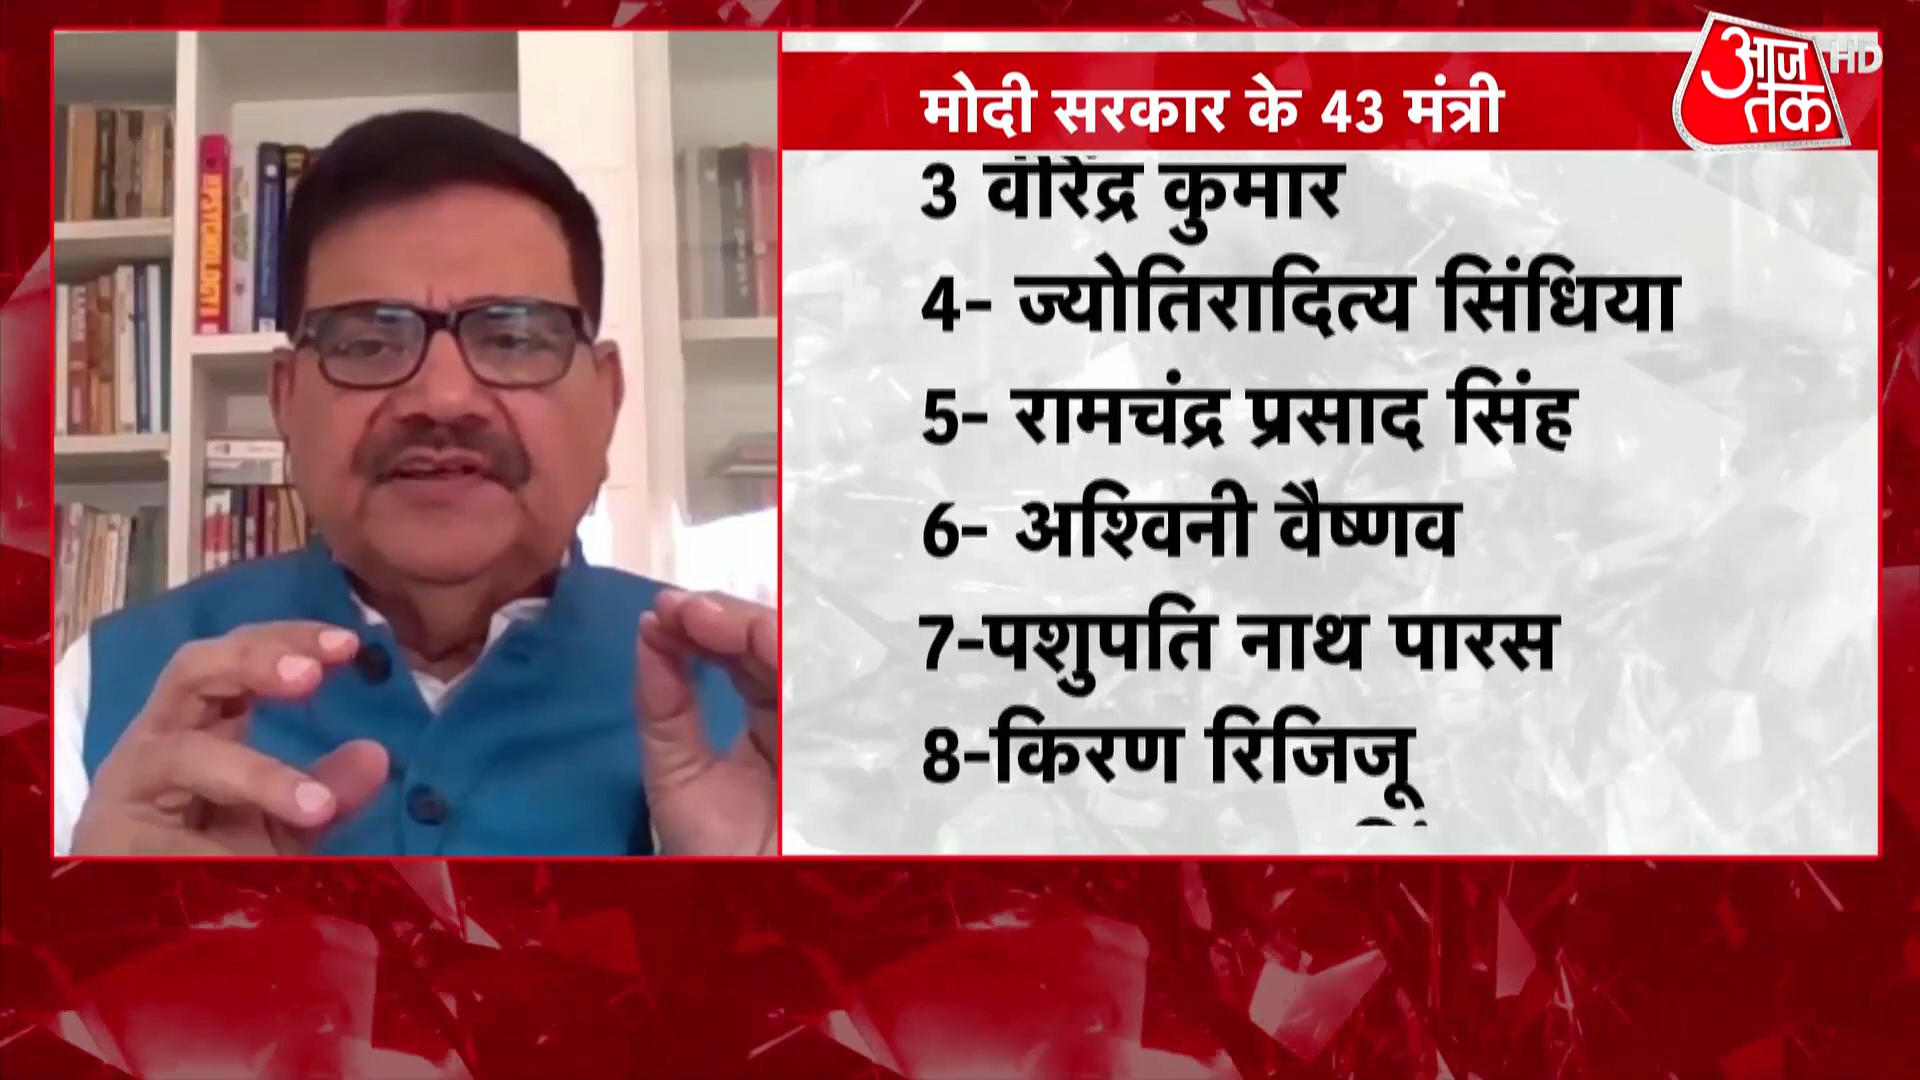 आज तक HD
मोदी सरकार के 43 मंत्री
3 वीरेंद्र कुमार
4- ज्योतिरादित्य सिंधिया
5- रामचंद्र प्रसाद सिंह
6- अश्विनी वैष्णव
7-पशुपति नाथ पारस
8-किरण रिजिजू
PSYCHOLOGY